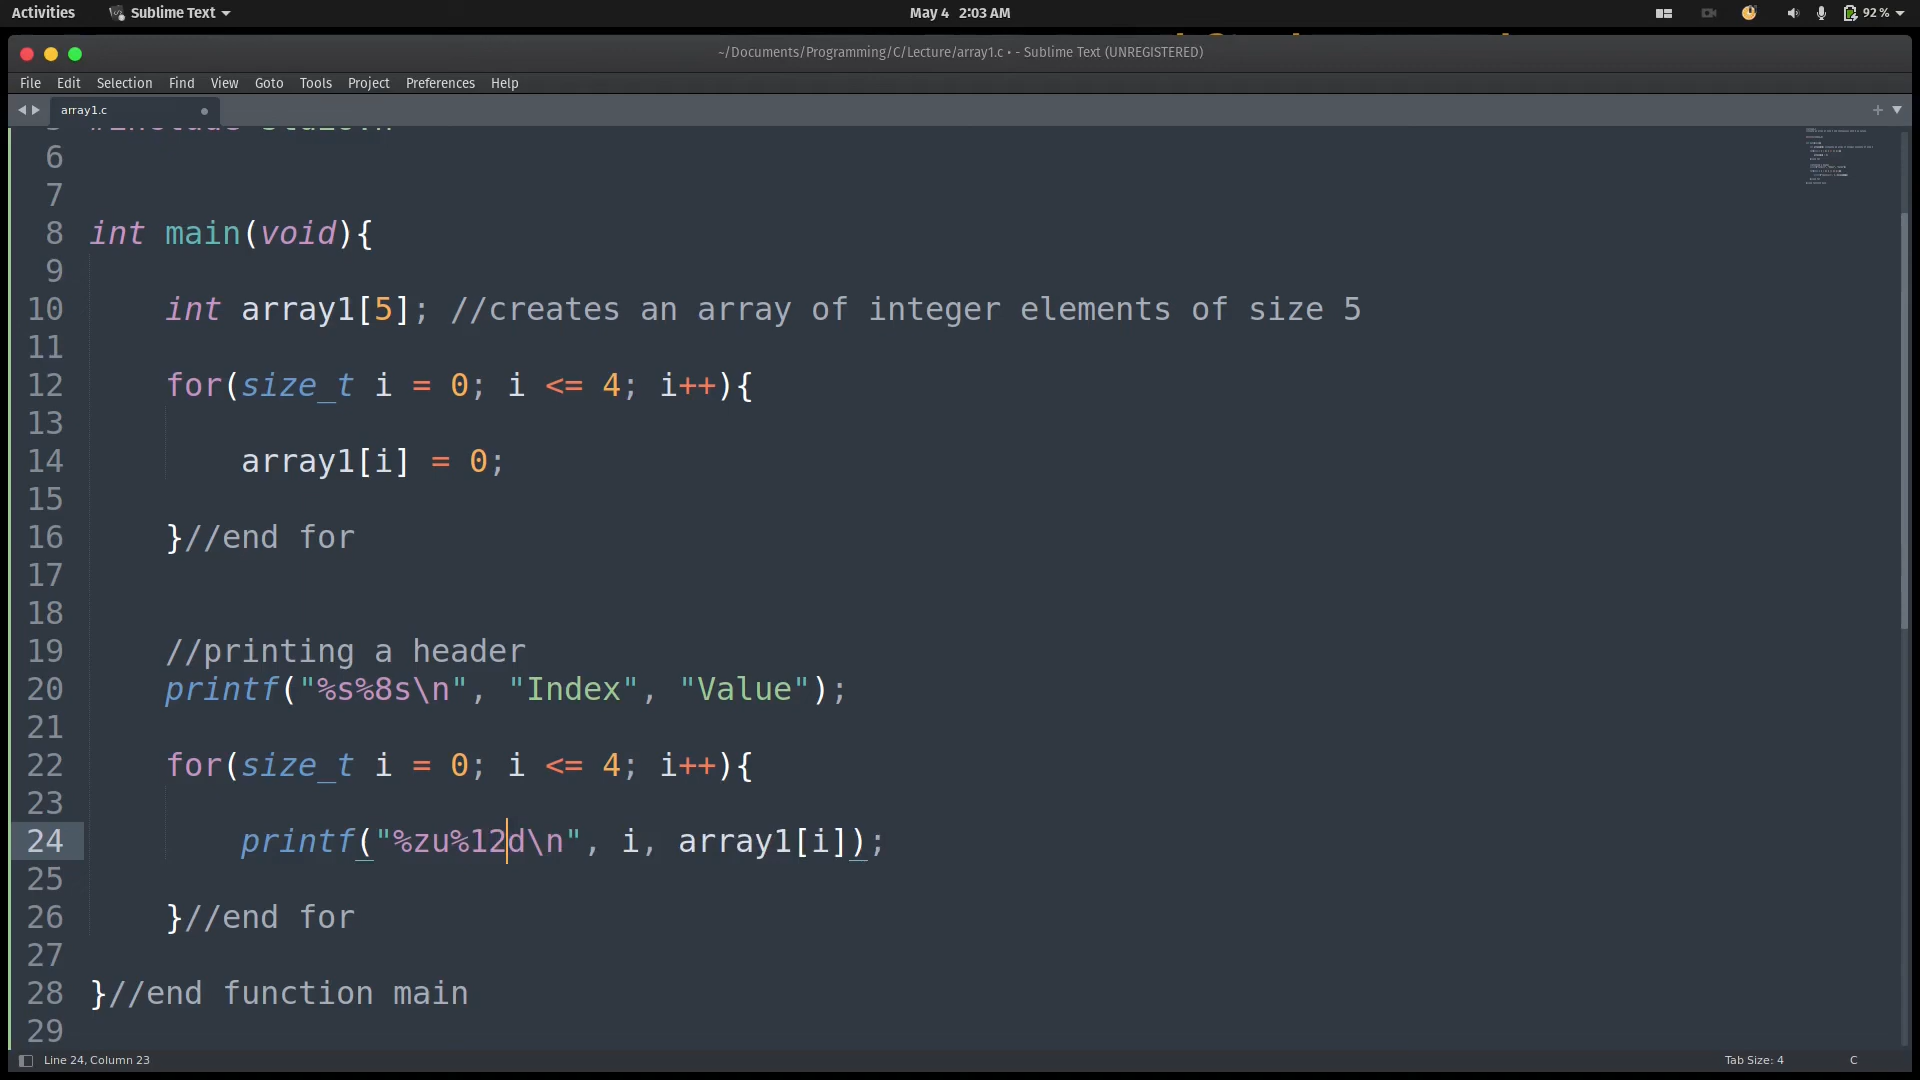 Activities Sublime Text May 4 2:03 AM 92 %
~/Documents/Programming/C/Lecture/array1.c • - Sublime Text (UNREGISTERED)
File Edit Selection Find View Goto Tools Project Preferences Help
array1.c
6
7
8 int main(void){
9
10 int array1[5]; //creates an array of integer elements of size 5
11
12 for(size_t i = 0; i <= 4; i++){
13
14 array1[i] = 0;
15
16 }//end for
17
18
19 //printing a header
20 printf("%s%8s\n", "Index", "Value");
21
22 for(size_t i = 0; i <= 4; i++){
23
24 printf("%zu%12d\n", i, array1[i]);
25
26 }//end for
27
28 }//end function main
29
Line 24, Column 23 Tab Size: 4 C